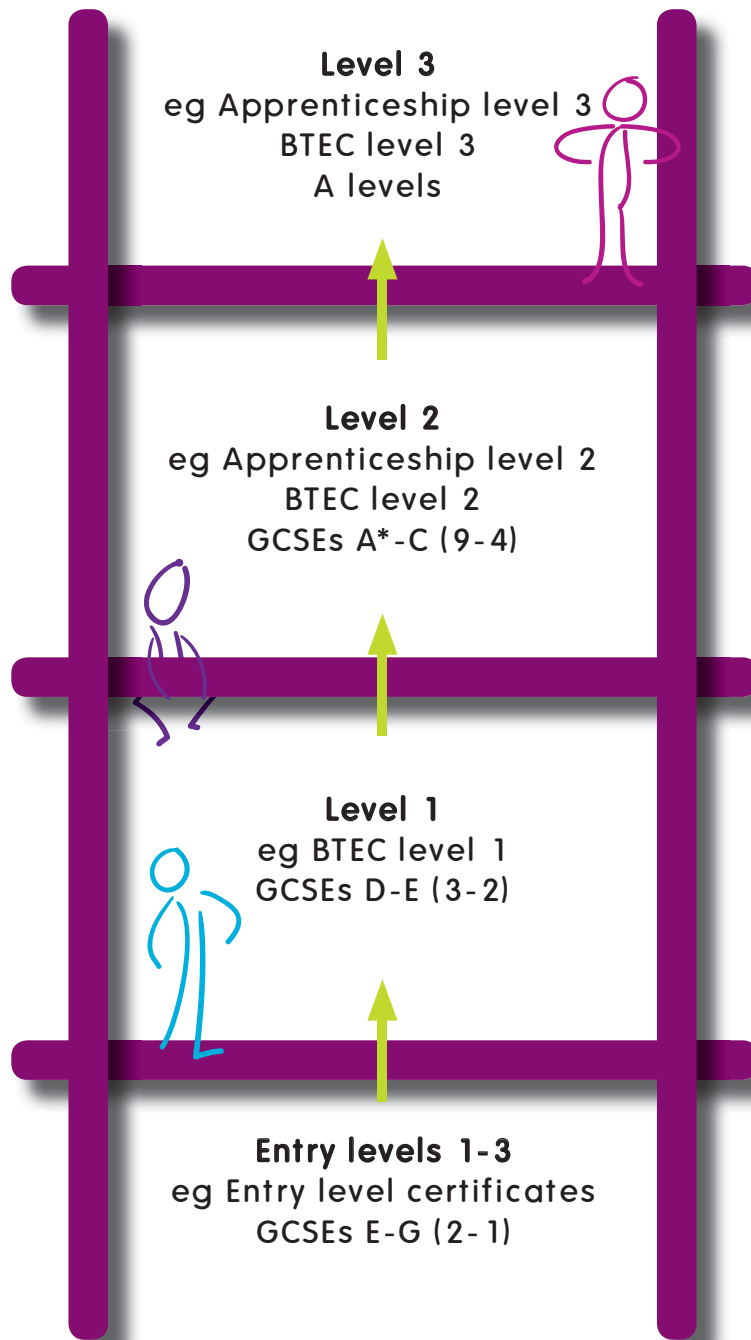 Level 3
eg Apprenticeship level 3
BTEC level 3
A levels
Level 2
eg Apprenticeship level 2
BTEC level 2
GCSEs A*-C (9-4)
Level 1
eg BTEC level 1
GCSEs D-E (3-2)
Entry levels 1-3
eg Entry level certificates
GCSEs E-G (2-1)